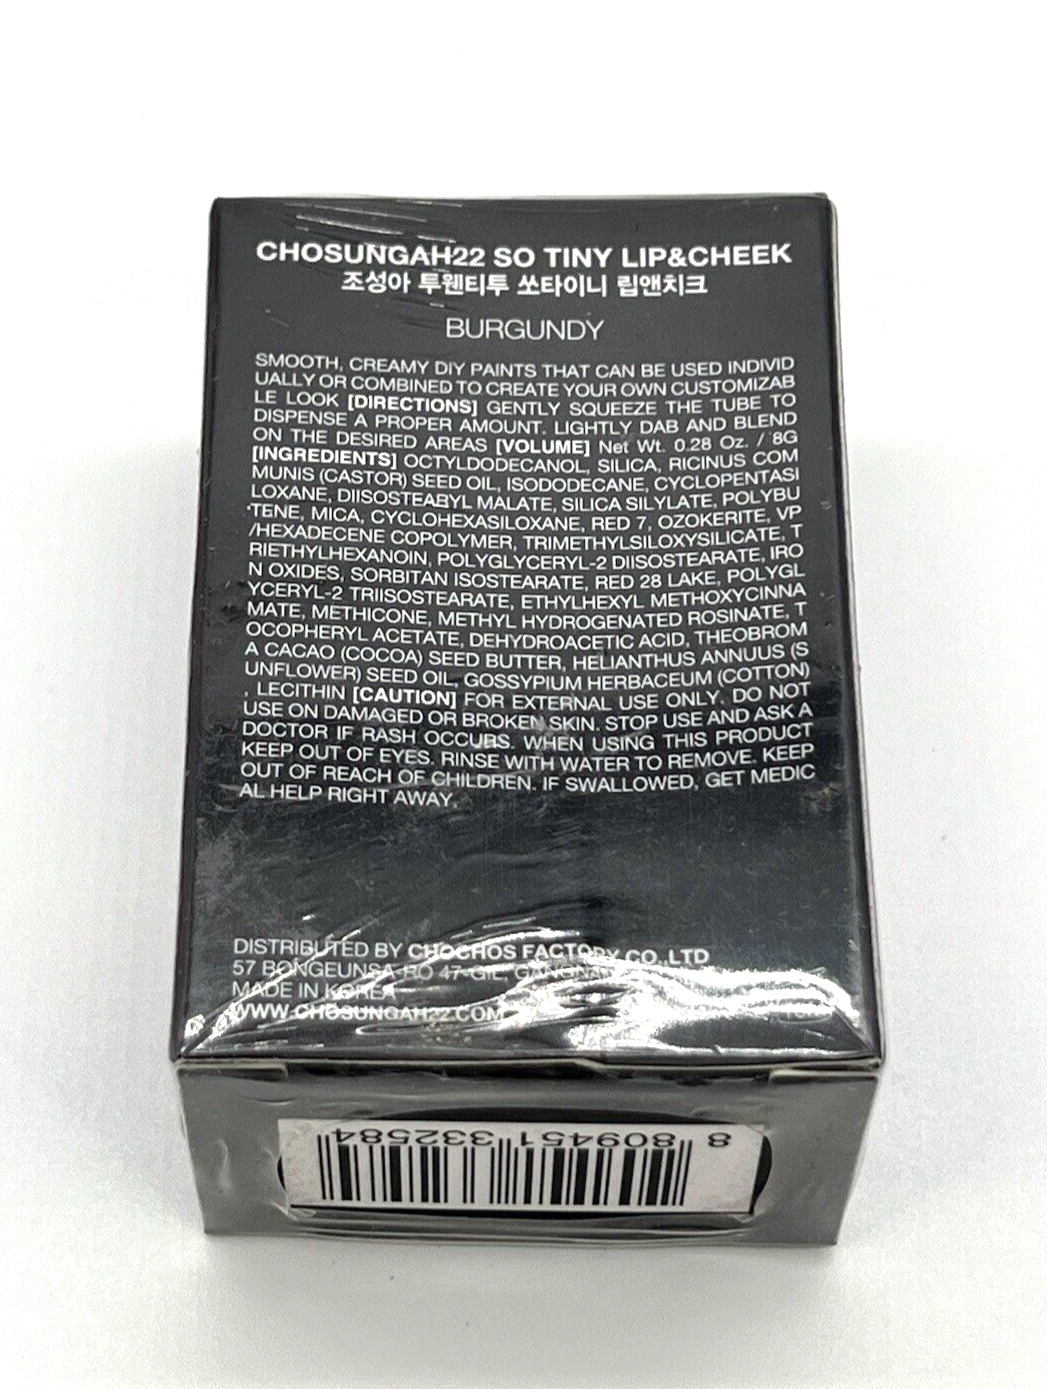 CHOSUNGAH22 SO TINY LIP&CHEEK
조성아 투웬티투 쏘타이니 립앤치크
BURGUNDY
SMOOTH, CREAMY DIY PAINTS THAT CAN BE USED INDIVID
UALLY OR COMBINED TO CREATE YOUR OWN CUSTOMIZAB
LE LOOK [DIRECTIONS] GENTLY SQUEEZE THE TUBE TO
DISPENSE A PROPER AMOUNT. LIGHTLY DAB AND BLEND
ON THE DESIRED AREAS [VOLUME] Net Wt. 0.28 Oz. / 8G
[INGREDIENTS] OCTYLDODECANOL, SILICA, RICINUS COM
MUNIS (CASTOR) SEED OIL, ISODODECANE, CYCLOPENTASI
LOXANE, DIISOSTEABYL MALATE, SILICA SILYLATE, POLYBU
TENE, MICA, CYCLOHEXASILOXANE, RED 7, OZOKERITE, VP
/HEXADECENE COPOLYMER, TRIMETHYLSILOXYSILICATE, T
RIETHYLHEXANOIN, POLYGLYCERYL-2 DIISOSTEARATE, IRO
N OXIDES, SORBITAN ISOSTEARATE, RED 28 LAKE, POLYGL
YCERYL-2 TRIISOSTEARATE, ETHYLHEXYL METHOXYCINNA
MATE, METHICONE, METHYL HYDROGENATED ROSINATE, T
OCOPHERYL ACETATE, DEHYDROACETIC ACID, THEOBROM
A CACAO (COCOA) SEED BUTTER, HELIANTHUS ANNUUS (S
UNFLOWER) SEED OIL, GOSSYPIUM HERBACEUM (COTTON)
, LECITHIN [CAUTION] FOR EXTERNAL USE ONLY. DO NOT
USE ON DAMAGED OR BROKEN SKIN. STOP USE AND ASK A
DOCTOR IF RASH OCCURS. WHEN USING THIS PRODUCT
KEEP OUT OF EYES. RINSE WITH WATER TO REMOVE. KEEP
OUT OF REACH OF CHILDREN. IF SWALLOWED, GET MEDIC
AL HELP RIGHT AWAY.
DISTRIBUTED BY CHOCHOS FACTORY CO.,LTD
57 BONGEUNSA-RO 47-GIL,
MADE IN KOREA
WWW.CHOSUNGAH22.COM
8 809451 332584